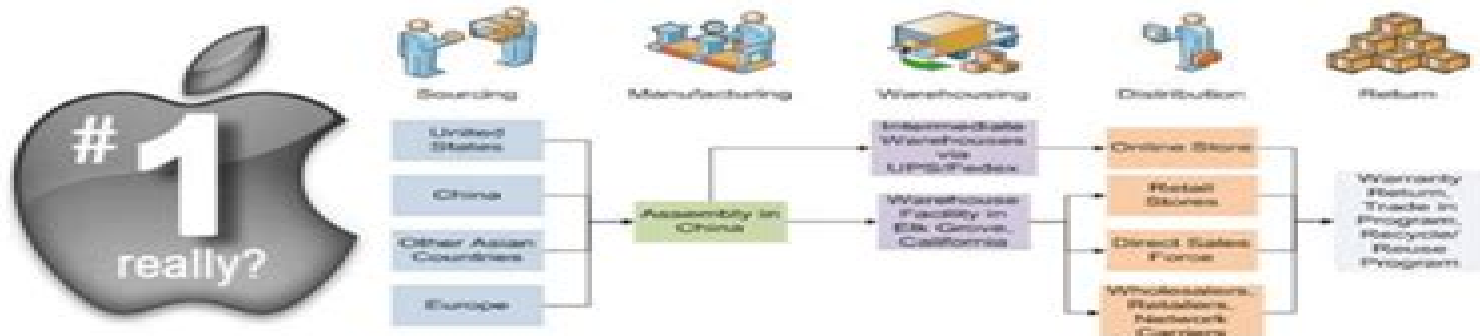 #1
really?
Sourcing
Manufacturing
Warehousing
Distribution
Return
United
States
China
Other Asian
Countries
Europe
Assembly in
China
Intermediate
Warehouses
via
UPS/Fedex
Warehouse
Facility in
Elk Grove,
California
Online Store
Retail
Stores
Direct Sales
Force
Wholesalers,
Retailers,
Network
Carriers
Warranty
Return,
Trade in
Program,
Recycle/
Reuse
Program